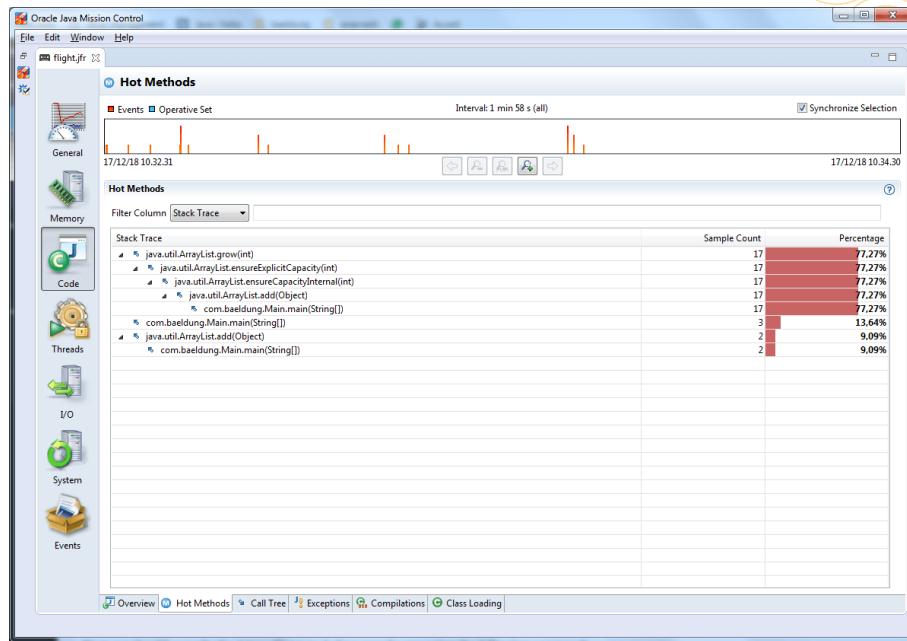 Oracle Java Mission Control
File Edit Window Help
flight.jfr
Hot Methods
Events Operative Set Interval: 1 min 58 s (all) Synchronize Selection
General
17/12/18 10.32.31 17/12/18 10.34.30
Hot Methods
Memory
Filter Column Stack Trace
Stack Trace Sample Count Percentage
java.util.ArrayList.grow(int) 17 77,27%
java.util.ArrayList.ensureExplicitCapacity(int) 17 77,27%
java.util.ArrayList.ensureCapacityInternal(int) 17 77,27%
java.util.ArrayList.add(Object) 17 77,27%
com.baeldung.Main.main(String[]) 17 77,27%
Code
com.baeldung.Main.main(String[]) 3 13,64%
java.util.ArrayList.add(Object) 2 9,09%
com.baeldung.Main.main(String[]) 2 9,09%
Threads
I/O
System
Events
Overview Hot Methods Call Tree Exceptions Compilations Class Loading